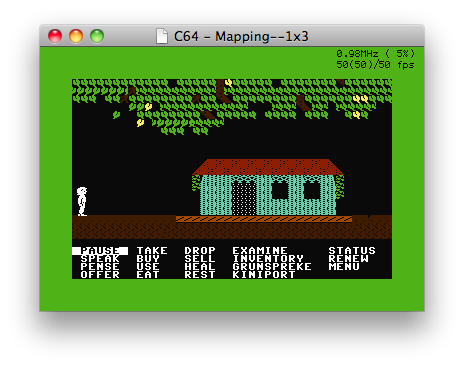 C64 - Mapping--1x3
0.98MHz ( 5%)
50(50)/50 fps
PAUSE TAKE DROP EXAMINE STATUS
SPEAK BUY SELL INVENTORY RENEW
PENSE USE HEAL GRUNSPREKE MENU
OFFER EAT REST KINIPORT